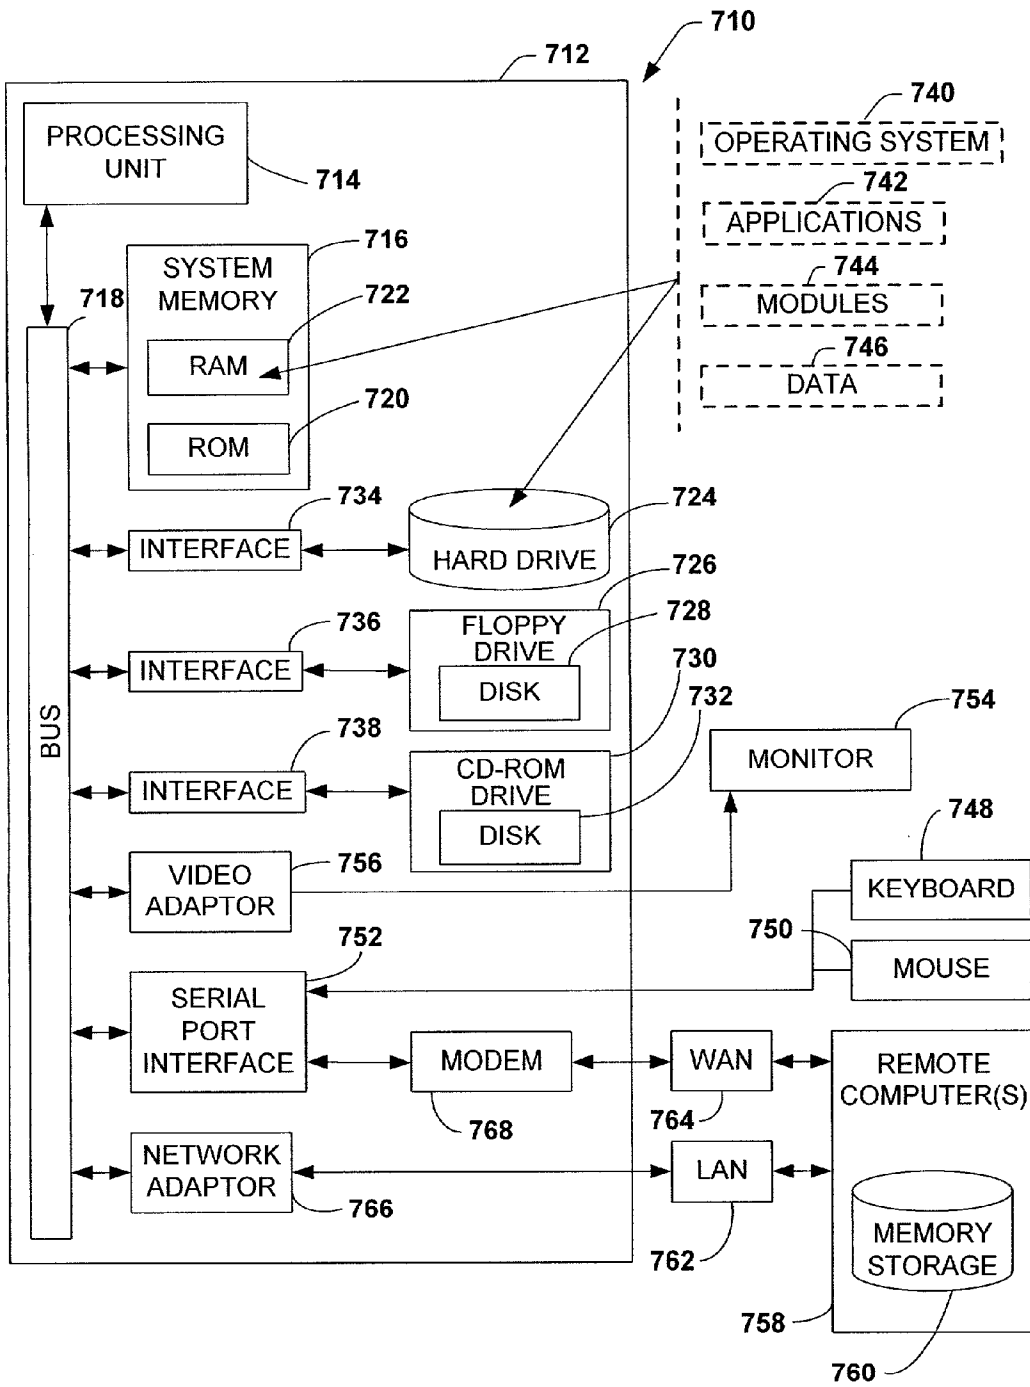 710
712
740
OPERATING SYSTEM
PROCESSING
UNIT
714
742
APPLICATIONS
716
SYSTEM
MEMORY
744
MODULES
718
722
RAM
746
DATA
720
ROM
734
INTERFACE
724
HARD DRIVE
726
FLOPPY
DRIVE
728
DISK
736
INTERFACE
730
732
754
MONITOR
BUS
738
INTERFACE
CD-ROM
DRIVE
DISK
748
KEYBOARD
756
VIDEO
ADAPTOR
750
MOUSE
752
SERIAL
PORT
INTERFACE
MODEM
768
WAN
764
REMOTE
COMPUTER(S)
NETWORK
ADAPTOR
766
LAN
762
MEMORY
STORAGE
758
760